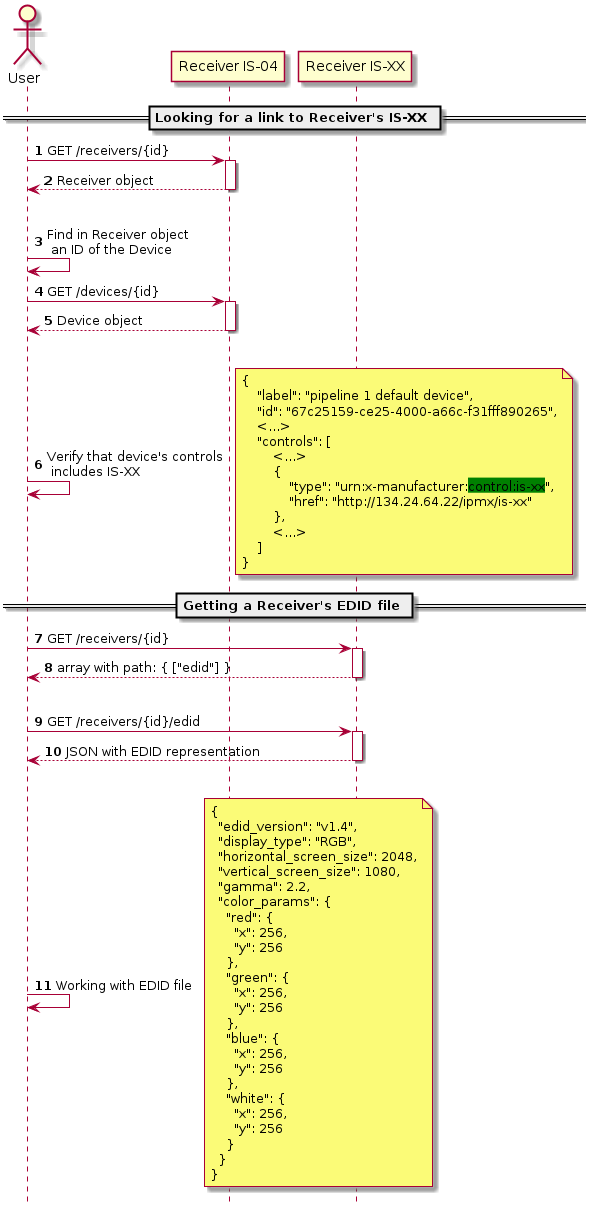 User
Receiver IS-04
Receiver IS-XX
Looking for a link to Receiver's IS-XX
1 GET /receivers/{id}
2 Receiver object
3 Find in Receiver object
an ID of the Device
4 GET /devices/{id}
5 Device object
6 Verify that device's controls
includes IS-XX
{
"label": "pipeline 1 default device",
"id": "67c25159-ce25-4000-a66c-f31fff890265",
<...>
"controls": [
<...>
{
"type": "urn:x-manufacturer:control:is-xx",
"href": "http://134.24.64.22/ipmx/is-xx"
},
<...>
]
}
Getting a Receiver's EDID file
7 GET /receivers/{id}
8 array with path: { ["edid"] }
9 GET /receivers/{id}/edid
10 JSON with EDID representation
11 Working with EDID file
{
"edid_version": "v1.4",
"display_type": "RGB",
"horizontal_screen_size": 2048,
"vertical_screen_size": 1080,
"gamma": 2.2,
"color_params": {
"red": {
"x": 256,
"y": 256
},
"green": {
"x": 256,
"y": 256
},
"blue": {
"x": 256,
"y": 256
},
"white": {
"x": 256,
"y": 256
}
}
}